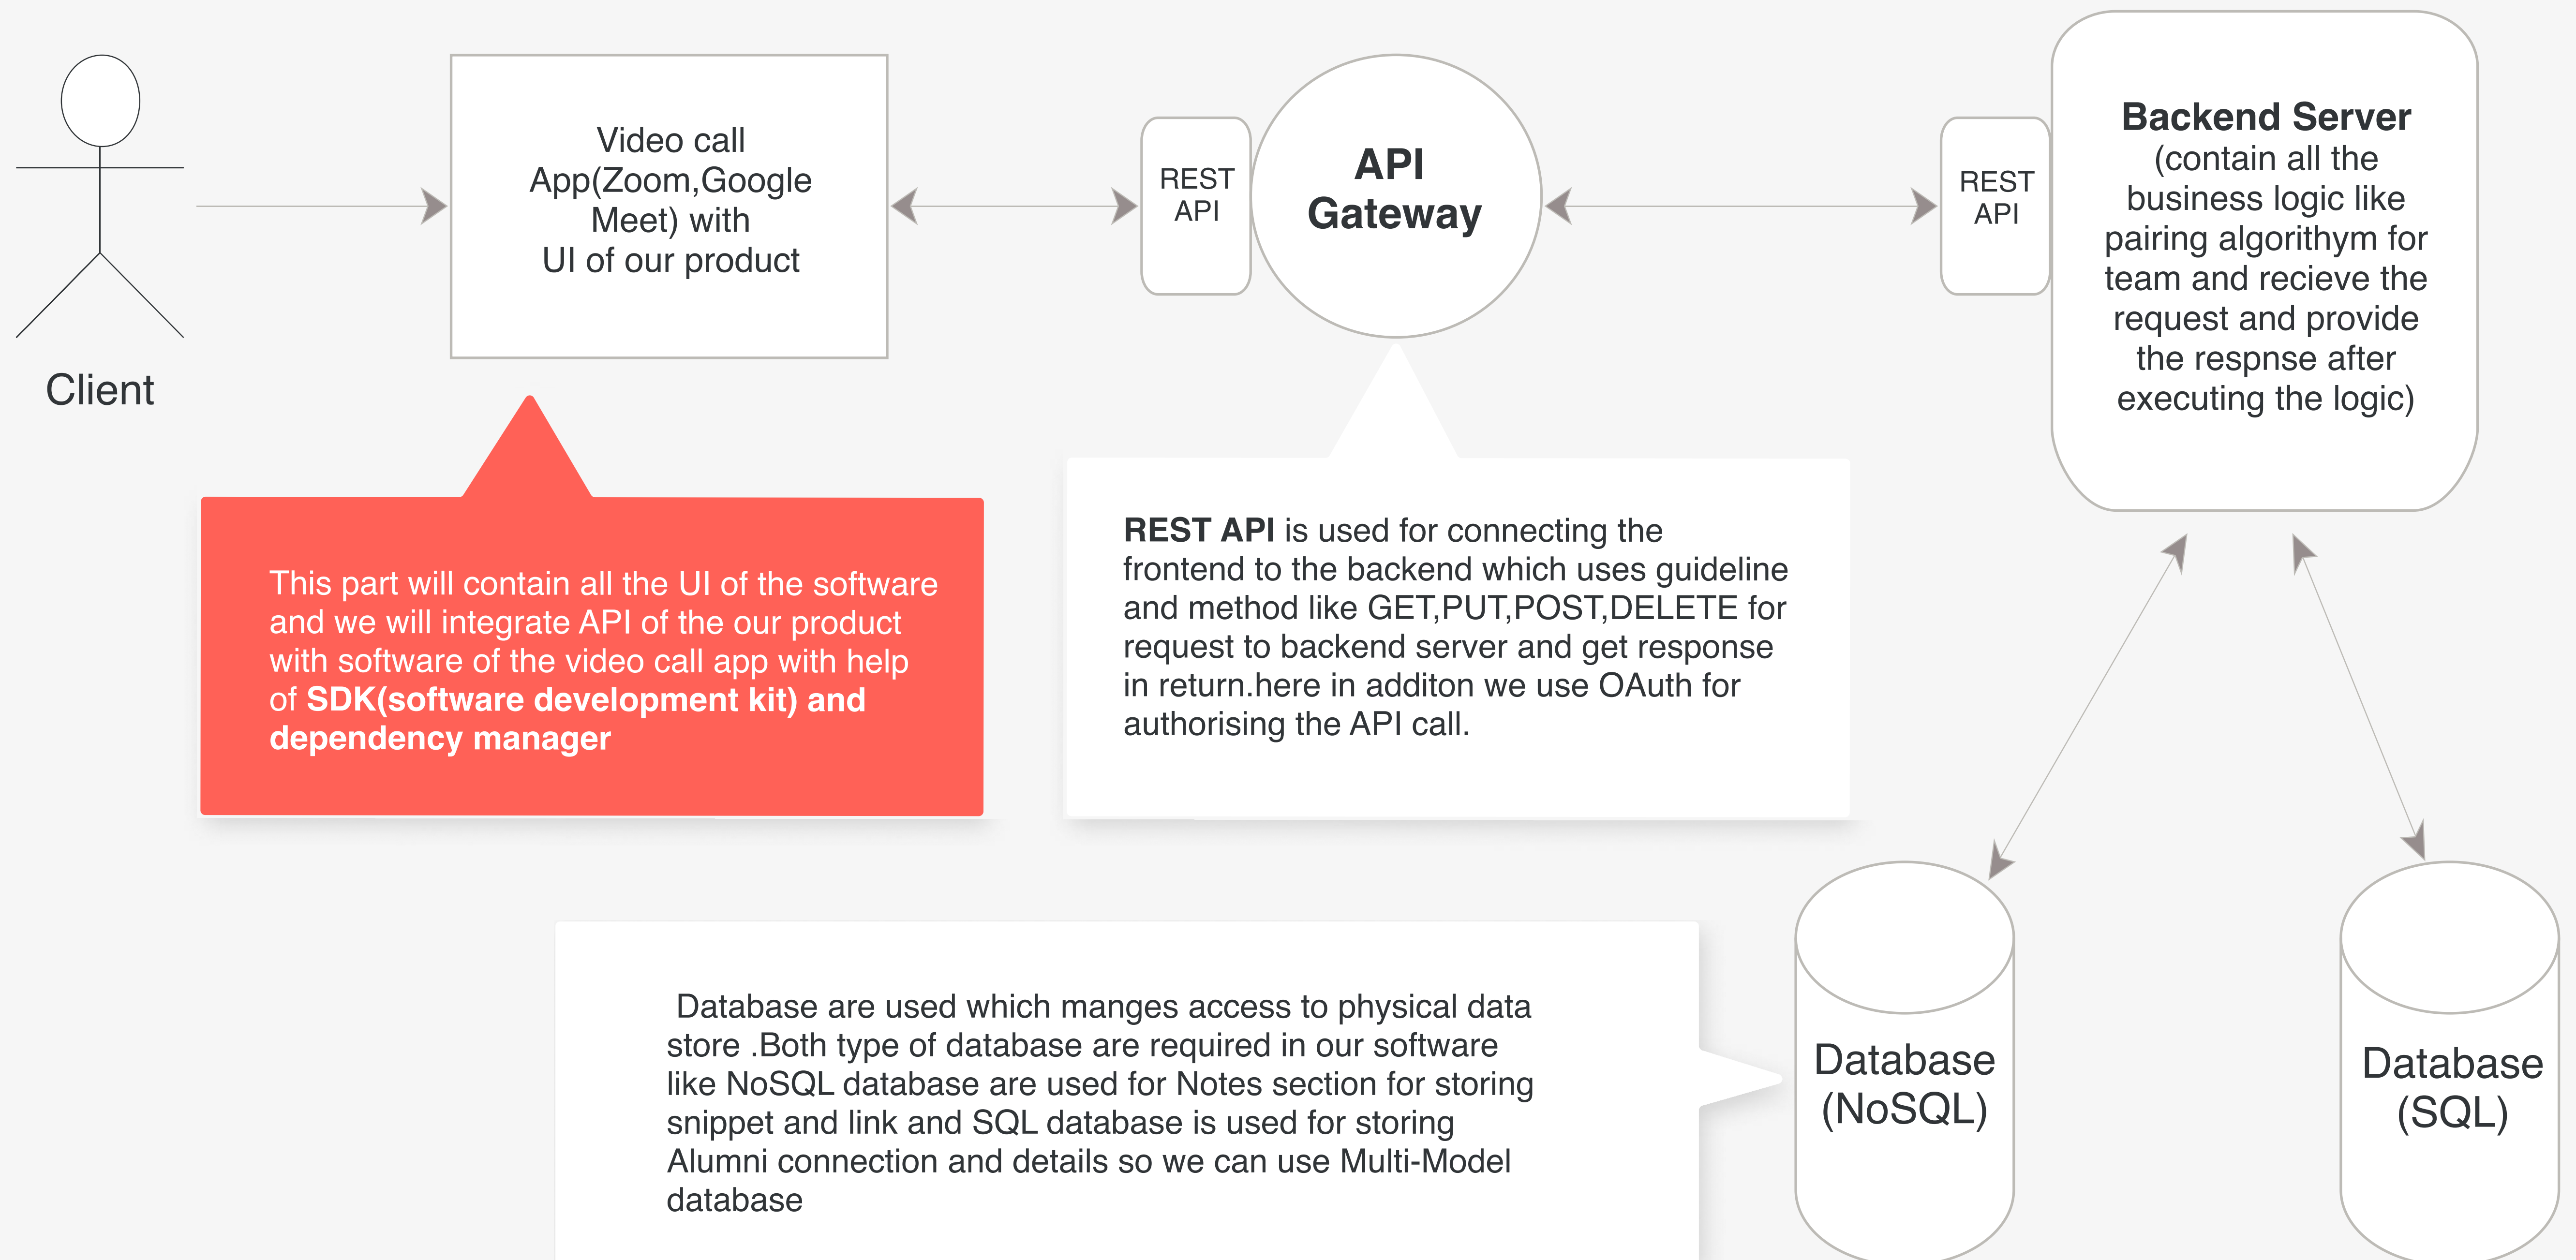 Client
Video call
App(Zoom,Google
Meet) with
UI of our product
REST
API
API
Gateway
REST
API
Backend Server
(contain all the
business logic like
pairing algorithym for
team and recieve the
request and provide
the respnse after
executing the logic)
This part will contain all the UI of the software
and we will integrate API of the our product
with software of the video call app with help
of SDK(software development kit) and
dependency manager
REST API is used for connecting the
frontend to the backend which uses guideline
and method like GET,PUT,POST,DELETE for
request to backend server and get response
in return.here in additon we use OAuth for
authorising the API call.
Database are used which manges access to physical data
store .Both type of database are required in our software
like NoSQL database are used for Notes section for storing
snippet and link and SQL database is used for storing
Alumni connection and details so we can use Multi-Model
database
Database
(NoSQL)
Database
(SQL)